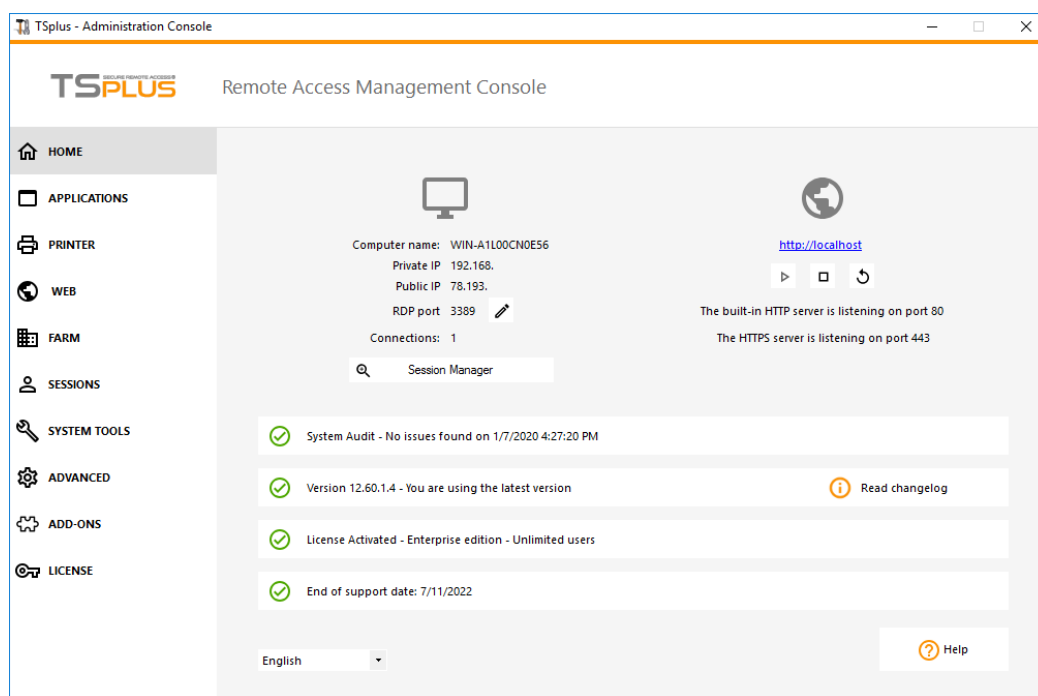 TSplus - Administration Console
TSPLUS
SECURE REMOTE ACCESS®
Remote Access Management Console
HOME
APPLICATIONS
PRINTER
WEB
FARM
SESSIONS
SYSTEM TOOLS
ADVANCED
ADD-ONS
LICENSE
Computer name: WIN-A1L00CN0E56
Private IP 192.168.
Public IP 78.193.
RDP port 3389
Connections: 1
Session Manager
http://localhost
The built-in HTTP server is listening on port 80
The HTTPS server is listening on port 443
System Audit - No issues found on 1/7/2020 4:27:20 PM
Version 12.60.1.4 - You are using the latest version
Read changelog
License Activated - Enterprise edition - Unlimited users
End of support date: 7/11/2022
English
Help